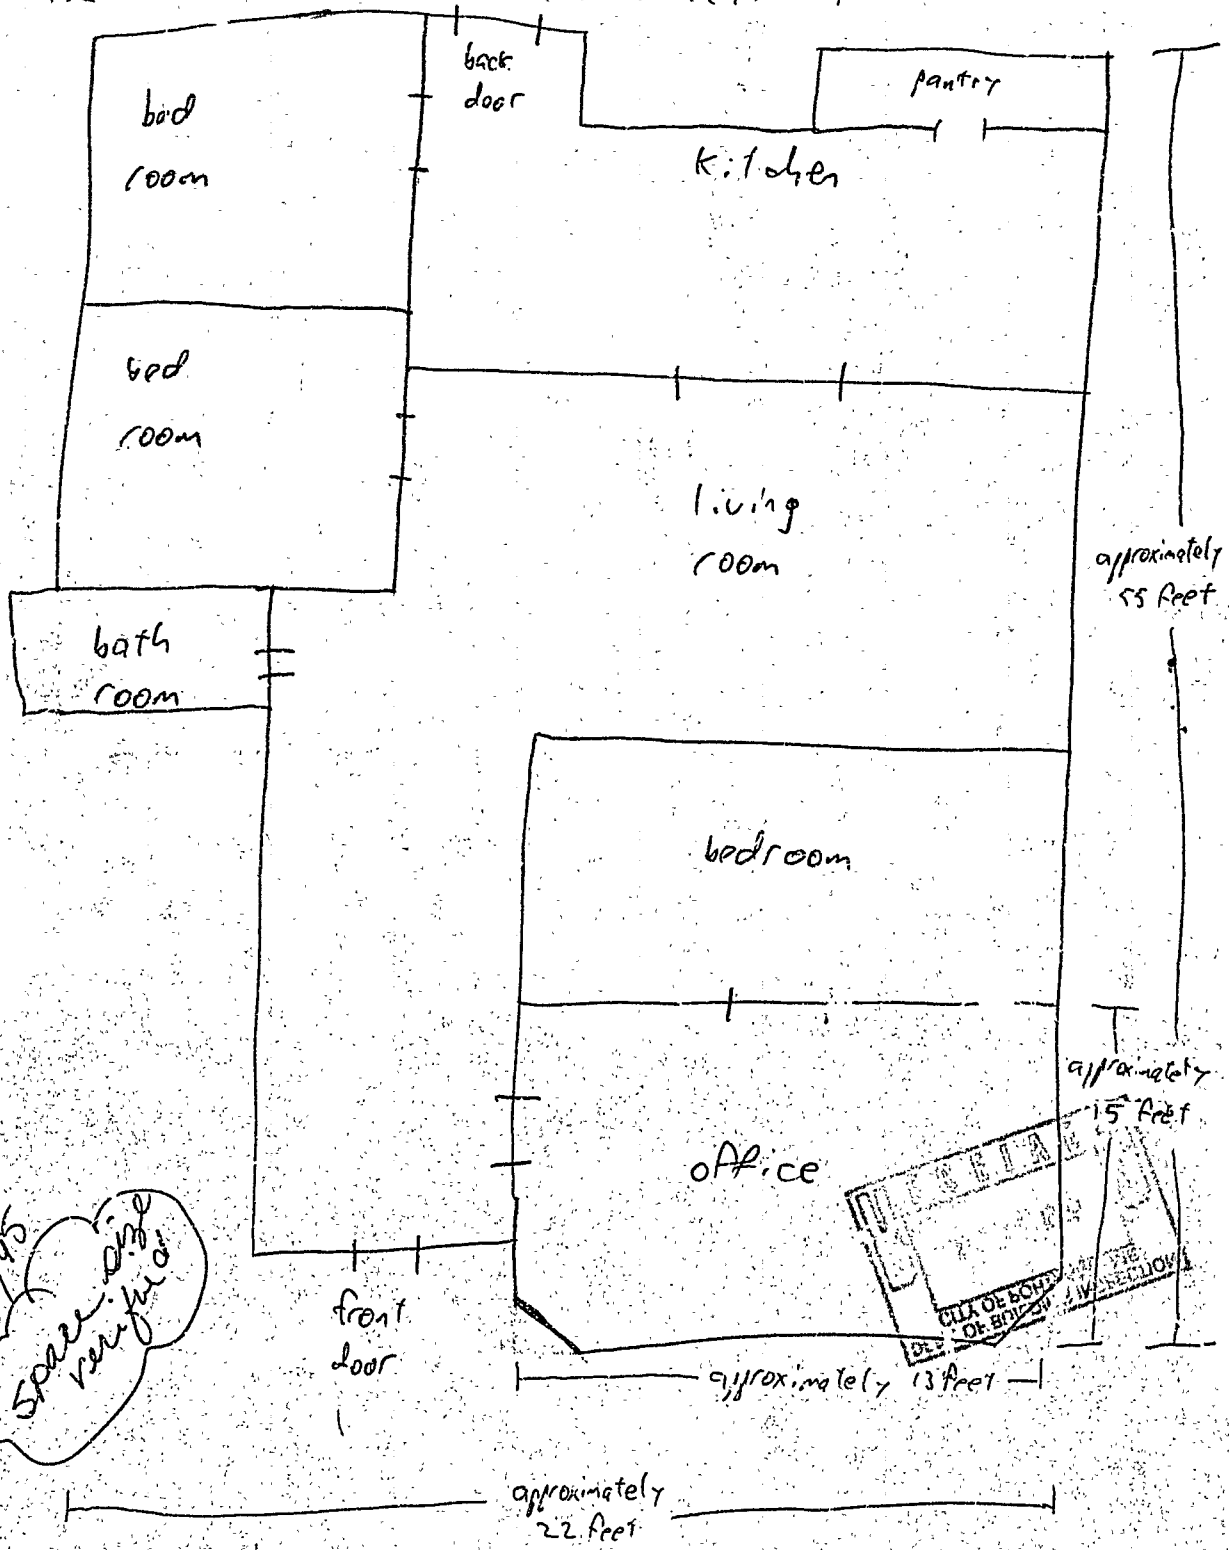 back
door
pantry
bed
room
Kitchen
bed
room
living
room
approximately
55 feet
bath
room
bedroom
approximately
15 feet
office
space size
verified
front
door
approximately 13 feet
approximately
22 feet